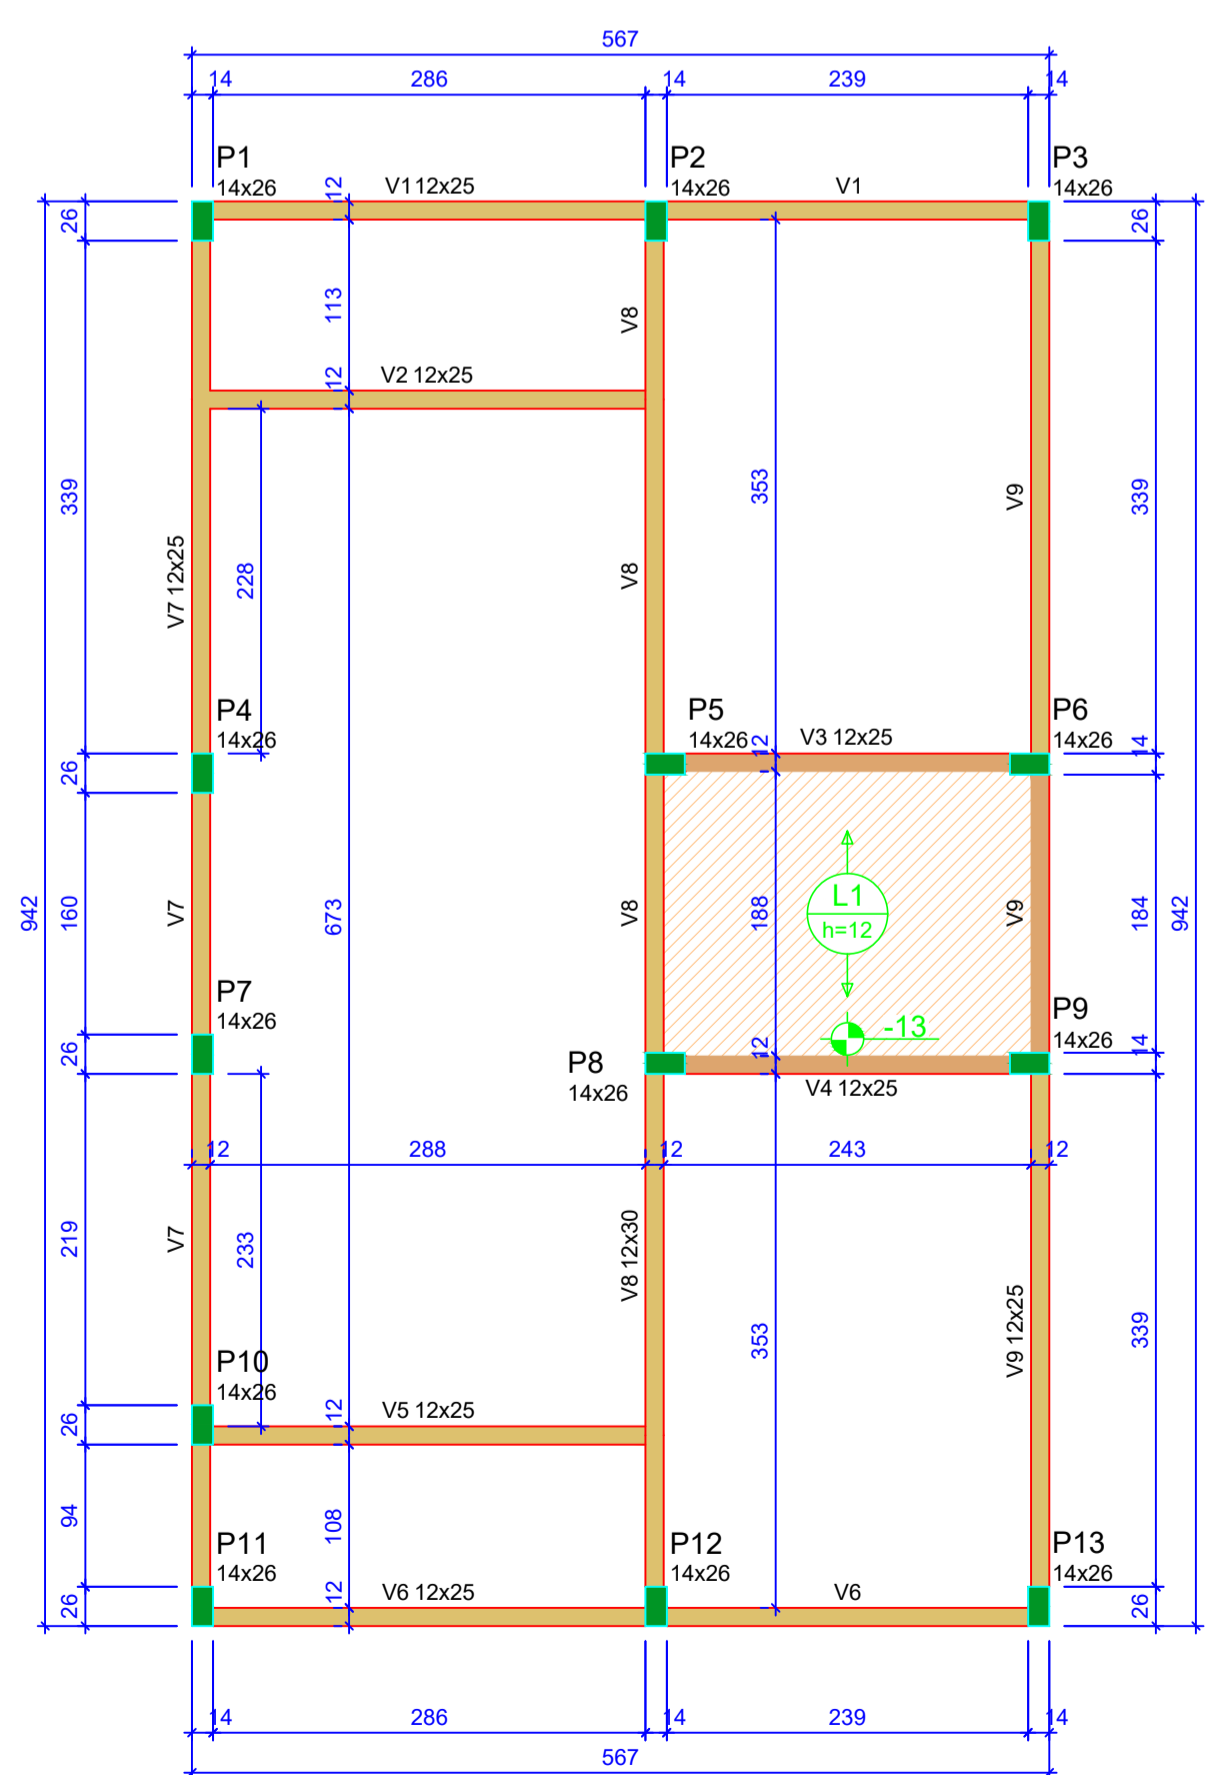 567
14 286 14 239 14
P1 P2 P3
14x26 V1 12x25 14x26 V1 14x26
12
26 26
113
V8
12 V2 12x25
339 353 V9 339
V7 12x25 228 V8
P4 P5 P6
14x26 14x26 12 V3 12x25 14x26 14
26
L1
h=12
942 160 V7 673 V8 188 V9 184 942
P7 P9
14x26 -13 14x26
26 12 14
P8
14x26 V4 12x25
12 288 12 243 12
219 V7 233 V8 12x30
353 V9 12x25 339
P10
14x26
26 12 V5 12x25
94 108
P11 P12 P13
14x26 14x26 14x26
26 12 V6 12x25 V6 26
14 286 14 239 14
567